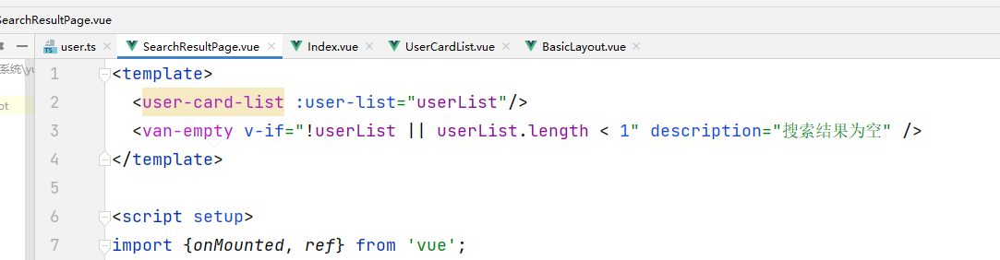 SearchResultPage.vue
user.ts SearchResultPage.vue Index.vue UserCardList.vue BasicLayout.vue
系统\yu
ot
1 <template>
2 <user-card-list :user-list="userList"/>
3 <van-empty v-if="!userList || userList.length < 1" description="搜索结果为空" />
4 </template>
5
6 <script setup>
7 import {onMounted, ref} from 'vue';